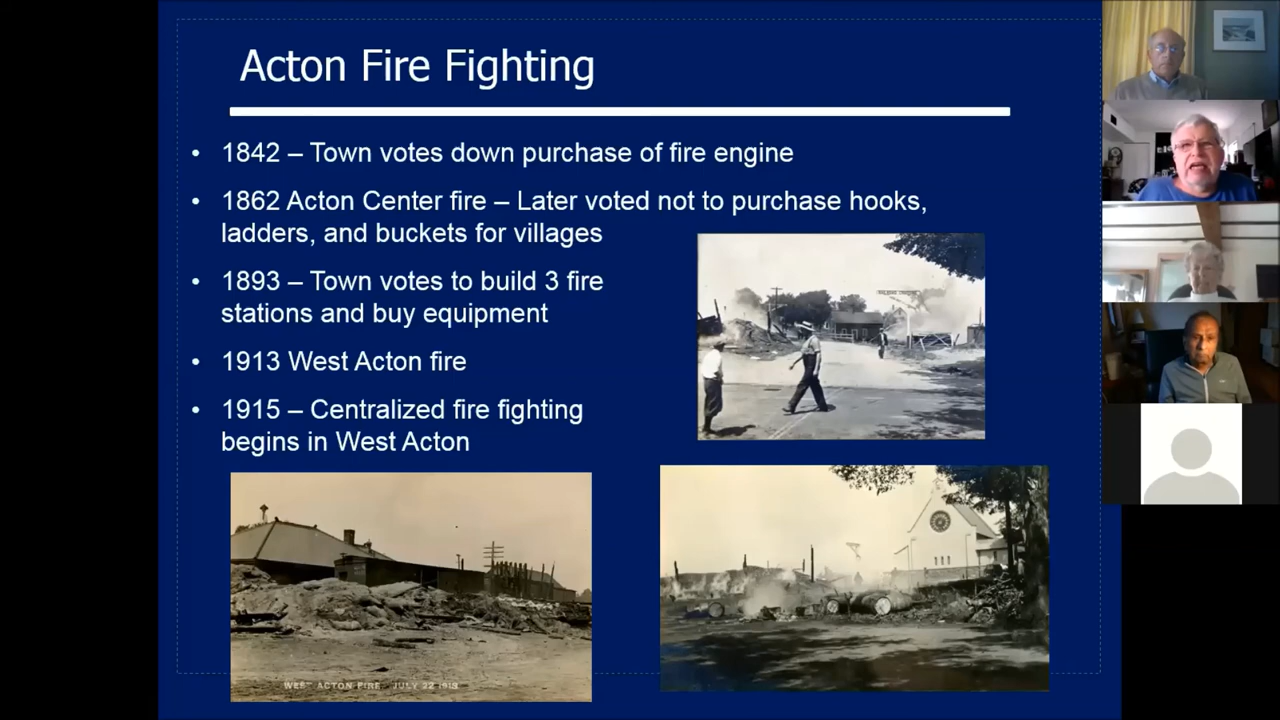 Acton Fire Fighting
• 1842 – Town votes down purchase of fire engine
• 1862 Acton Center fire – Later voted not to purchase hooks,
ladders, and buckets for villages
• 1893 – Town votes to build 3 fire
stations and buy equipment
• 1913 West Acton fire
• 1915 – Centralized fire fighting
begins in West Acton
WEST ACTON FIRE JULY 22 1913